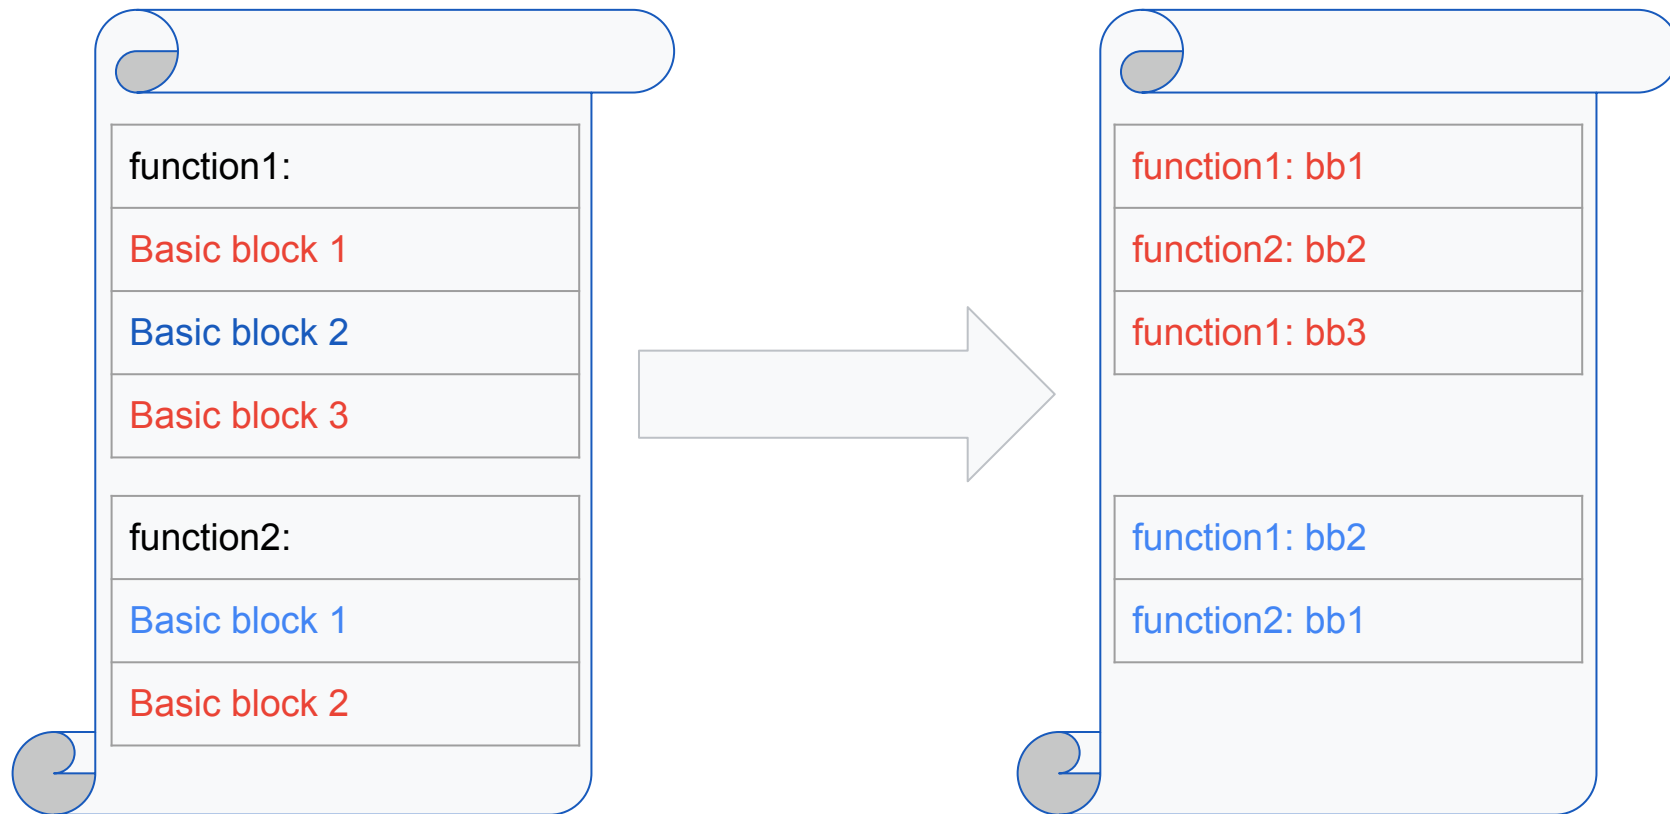 function1:
Basic block 1
Basic block 2
Basic block 3
function2:
Basic block 1
Basic block 2
function1: bb1
function2: bb2
function1: bb3
function1: bb2
function2: bb1